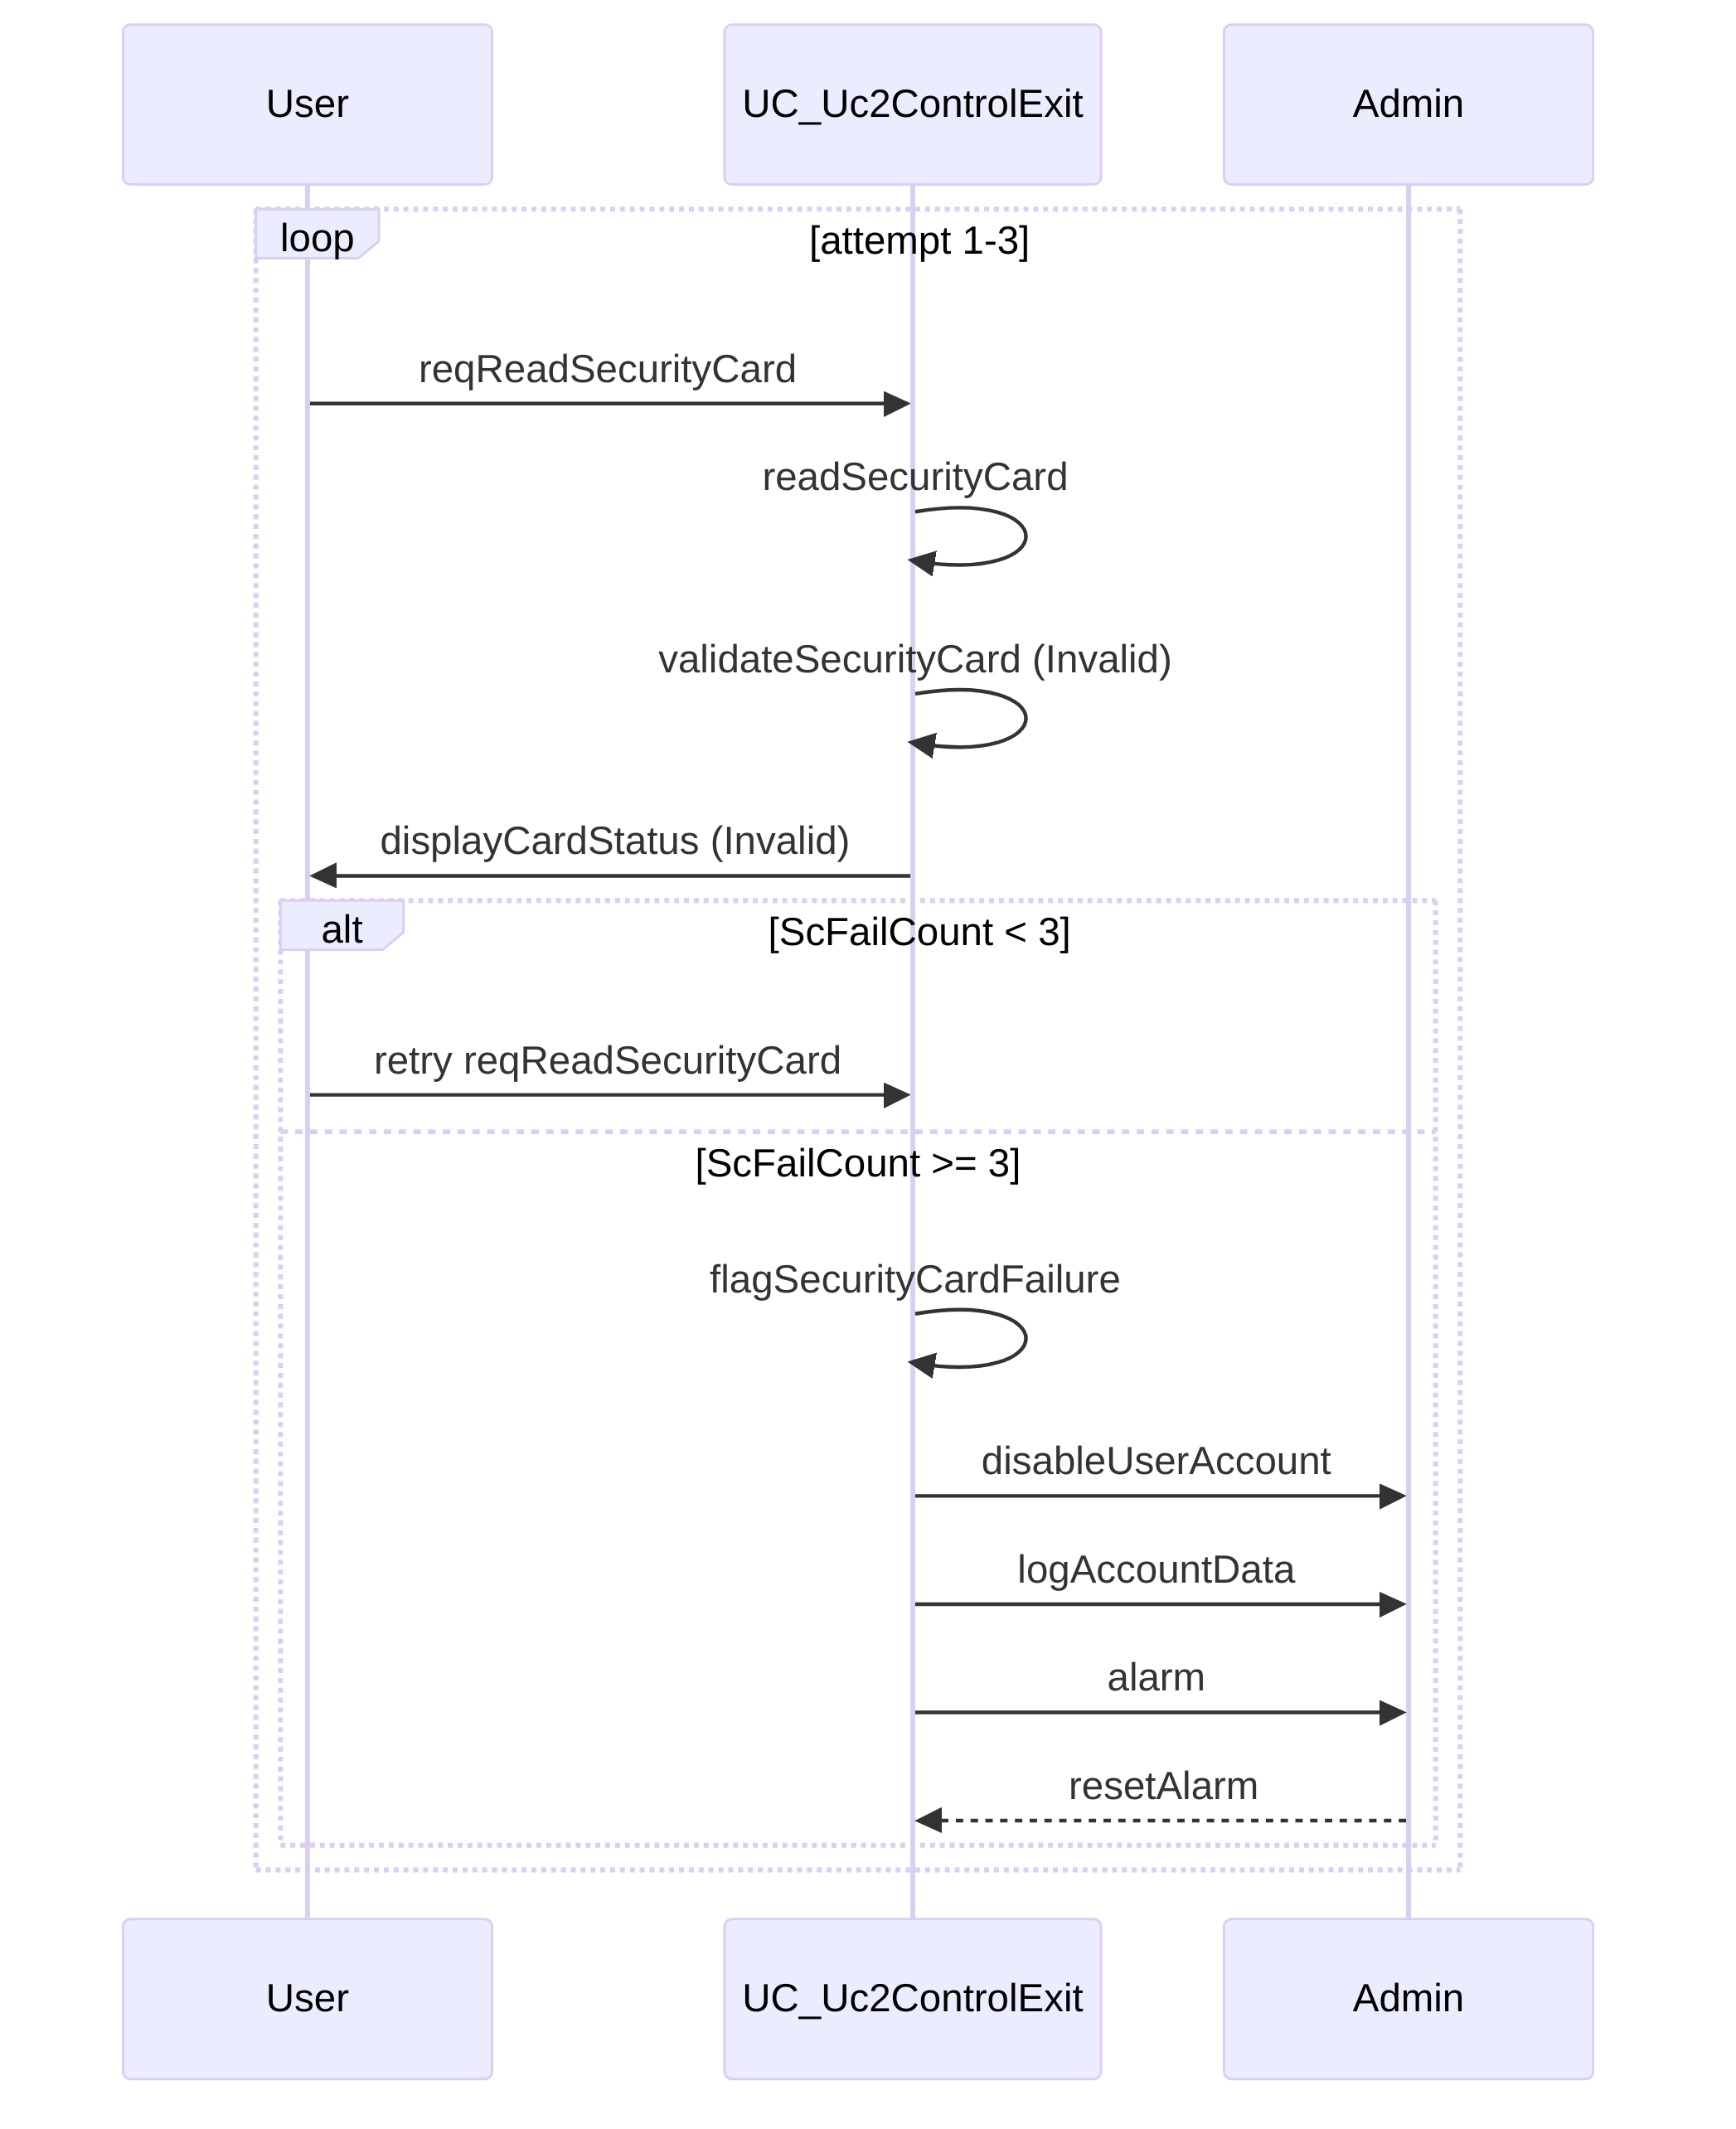 User
UC_Uc2ControlExit
Admin
loop
[attempt 1-3]
reqReadSecurityCard
readSecurityCard
validateSecurityCard (Invalid)
displayCardStatus (Invalid)
alt
[ScFailCount < 3]
retry reqReadSecurityCard
[ScFailCount >= 3]
flagSecurityCardFailure
disableUserAccount
logAccountData
alarm
resetAlarm
User
UC_Uc2ControlExit
Admin